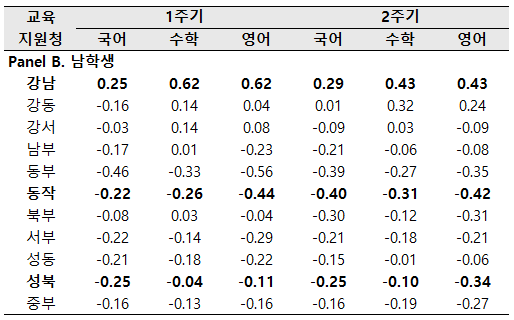 교육 1주기 2주기
지원청 국어 수학 영어 국어 수학 영어
Panel B. 남학생
강남 0.25 0.62 0.62 0.29 0.43 0.43
강동 -0.16 0.14 0.04 0.01 0.32 0.24
강서 -0.03 0.14 0.08 -0.09 0.03 -0.09
남부 -0.17 0.01 -0.23 -0.21 -0.06 -0.08
동부 -0.46 -0.33 -0.56 -0.39 -0.27 -0.35
동작 -0.22 -0.26 -0.44 -0.40 -0.31 -0.42
북부 -0.08 0.03 -0.04 -0.30 -0.12 -0.31
서부 -0.22 -0.14 -0.29 -0.21 -0.18 -0.21
성동 -0.21 -0.18 -0.22 -0.15 -0.01 -0.06
성북 -0.25 -0.04 -0.11 -0.25 -0.10 -0.34
중부 -0.16 -0.13 -0.16 -0.16 -0.19 -0.27